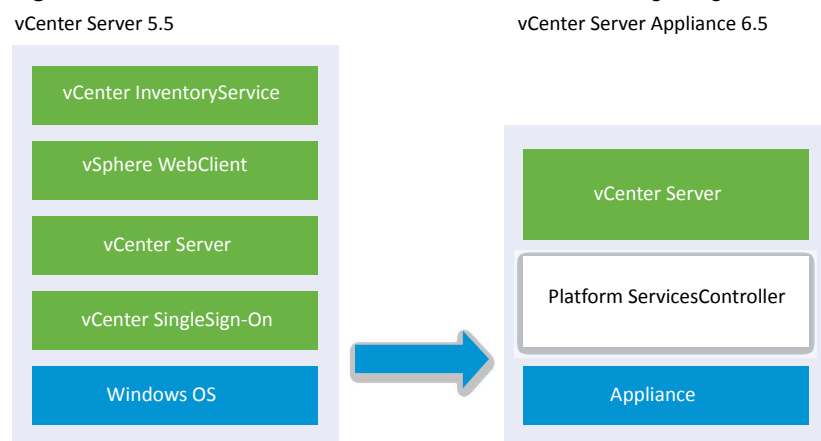 vCenter Server 5.5
vCenter InventoryService
vSphere WebClient
vCenter Server
vCenter SingleSign-On
Windows OS
vCenter Server Appliance 6.5
vCenter Server
Platform ServicesController
Appliance